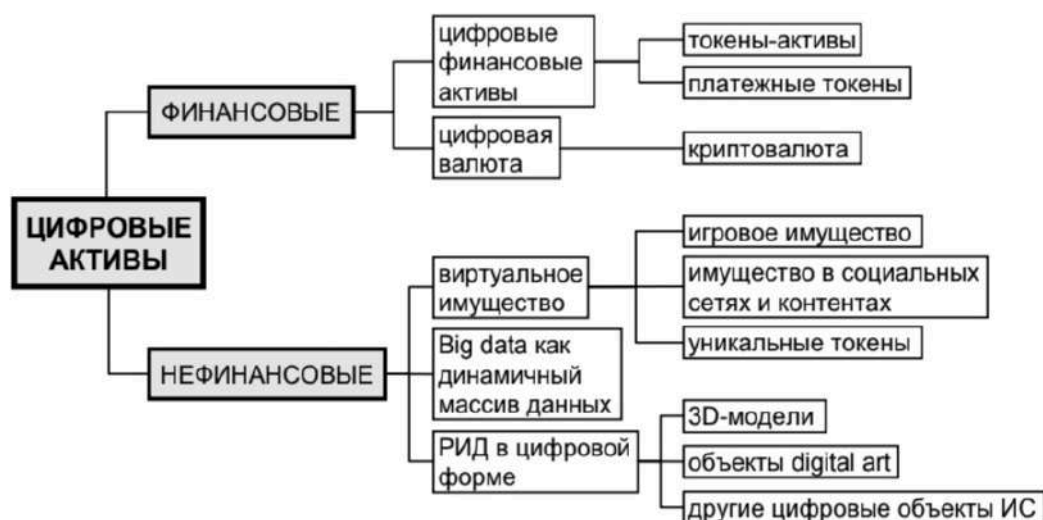 цифровые
финансовые
активы
токены-активы
платежные токены
ФИНАНСОВЫЕ
цифровая
валюта
криптовалюта
ЦИФРОВЫЕ
АКТИВЫ
игровое имущество
виртуальное
имущество
имущество в социальных
сетях и контентах
уникальные токены
НЕФИНАНСОВЫЕ
Big data как
динамичный
массив данных
3D-модели
РИД в цифровой
форме
объекты digital art
другие цифровые объекты ИС